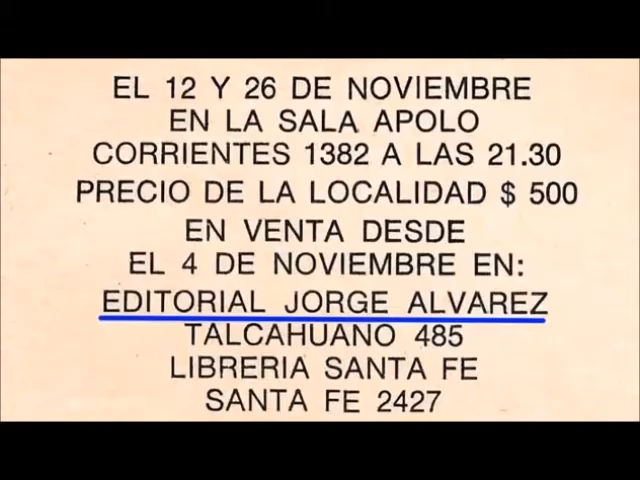 EL 12 Y 26 DE NOVIEMBRE
EN LA SALA APOLO
CORRIENTES 1382 A LAS 21.30
PRECIO DE LA LOCALIDAD $ 500
EN VENTA DESDE
EL 4 DE NOVIEMBRE EN:
EDITORIAL JORGE ALVAREZ
TALCAHUANO 485
LIBRERIA SANTA FE
SANTA FE 2427